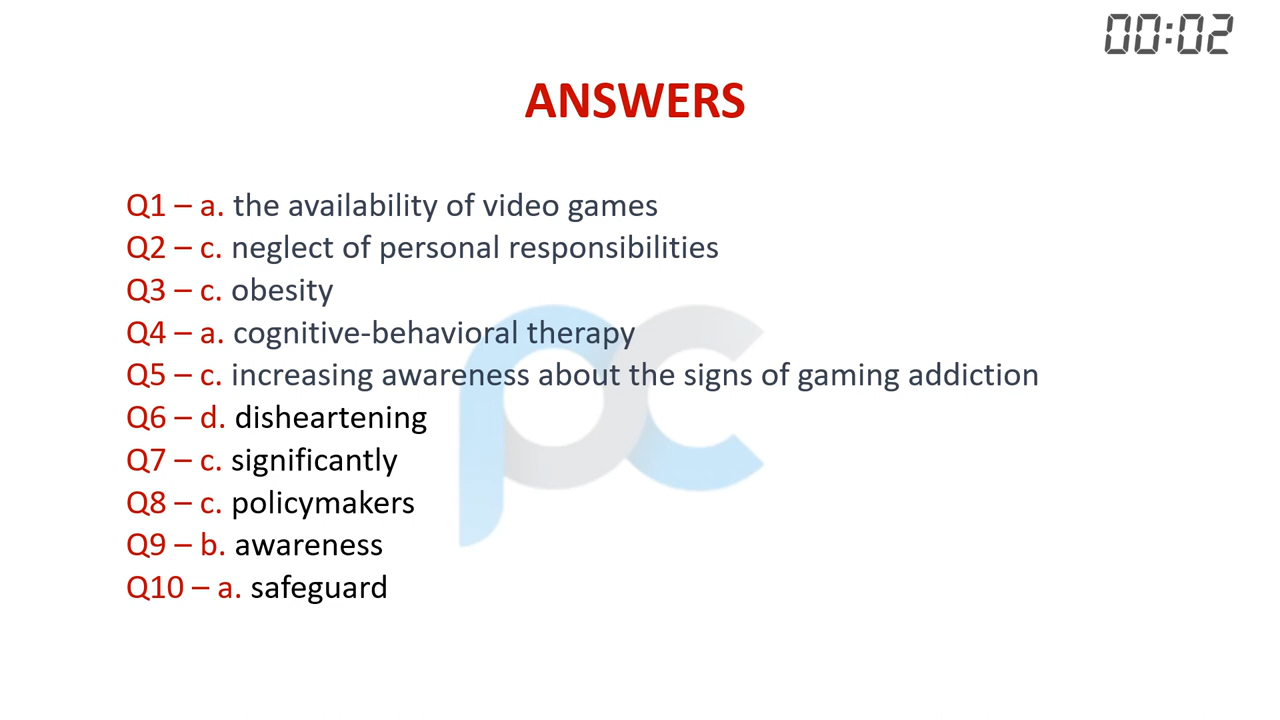 00:02
ANSWERS
Q1 – a. the availability of video games
Q2 – c. neglect of personal responsibilities
Q3 – c. obesity
Q4 – a. cognitive-behavioral therapy
Q5 – c. increasing awareness about the signs of gaming addiction
Q6 – d. disheartening
Q7 – c. significantly
Q8 – c. policymakers
Q9 – b. awareness
Q10 – a. safeguard
pc